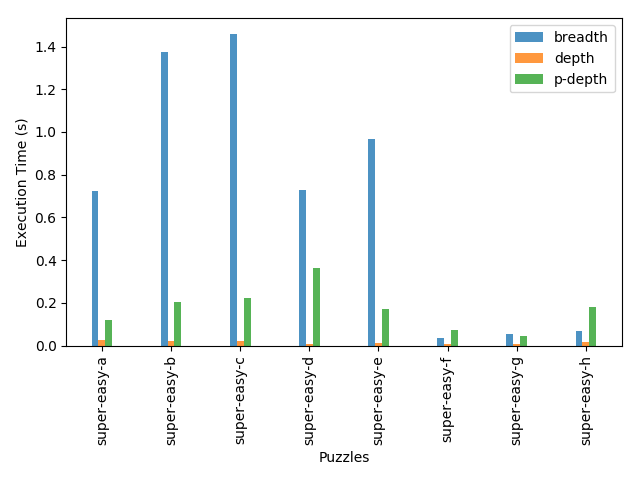 breadth
depth
p-depth
Execution Time (s)
1.4
1.2
1.0
0.8
0.6
0.4
0.2
0.0
super-easy-a
super-easy-b
super-easy-c
super-easy-d
super-easy-e
super-easy-f
super-easy-g
super-easy-h
Puzzles